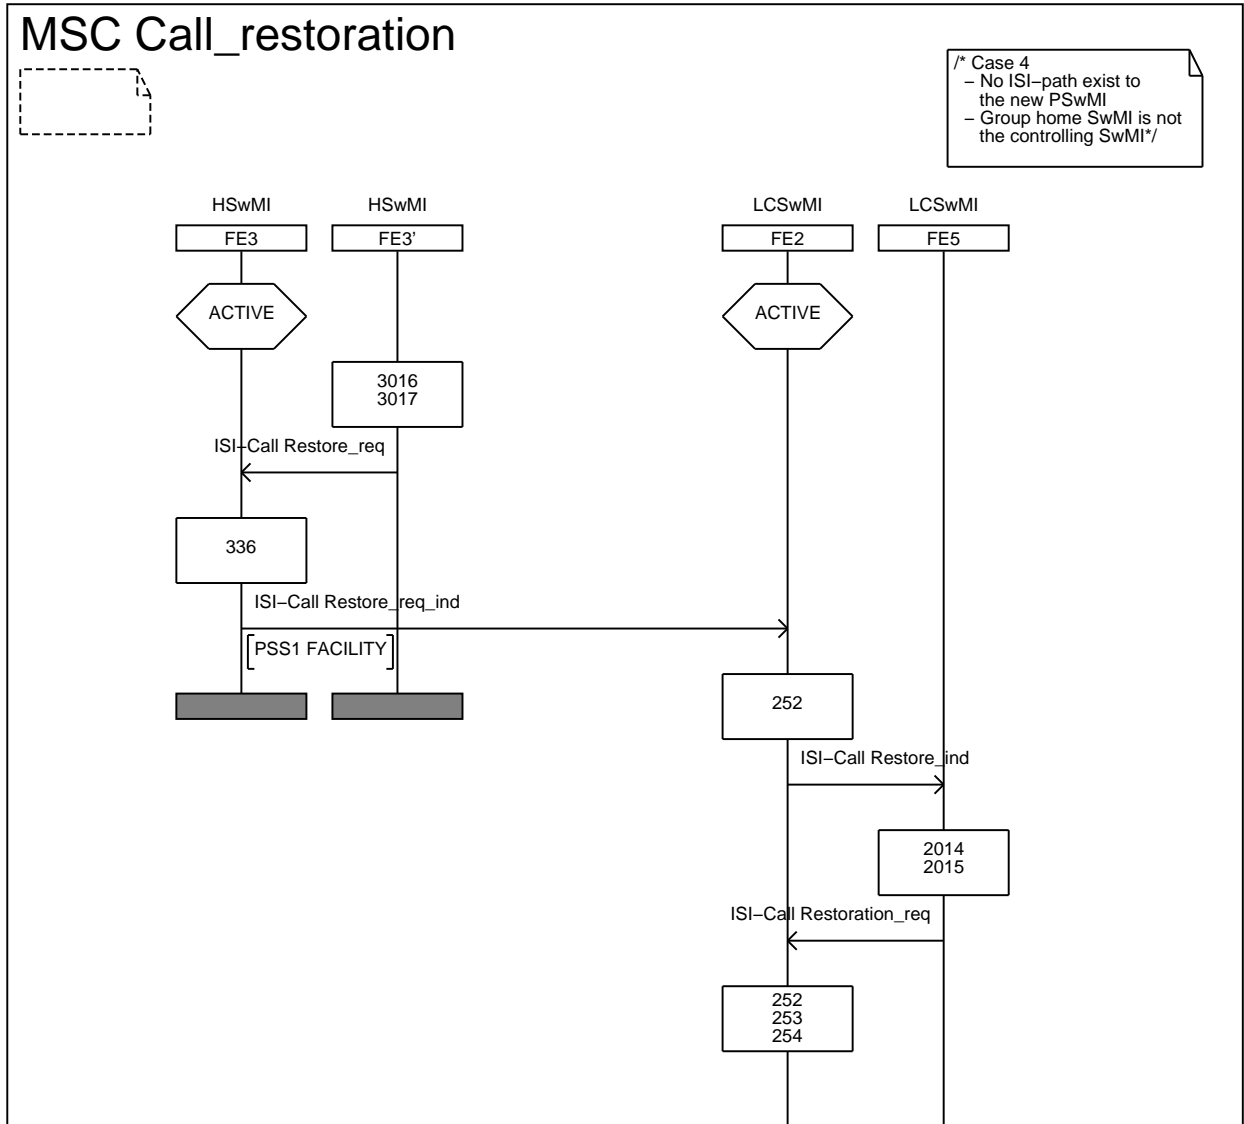 MSC Call_restoration
/* Case 4
– No ISI–path exist to
the new PSwMI
– Group home SwMI is not
the controlling SwMI*/
HSwMI HSwMI LCSwMI LCSwMI
FE3 FE3' FE2 FE5
ACTIVE ACTIVE
3016
3017
ISI–Call Restore_req
336
ISI–Call Restore_req_ind
PSS1 FACILITY
252
ISI–Call Restore_ind
2014
2015
ISI–Call Restoration_req
252
253
254